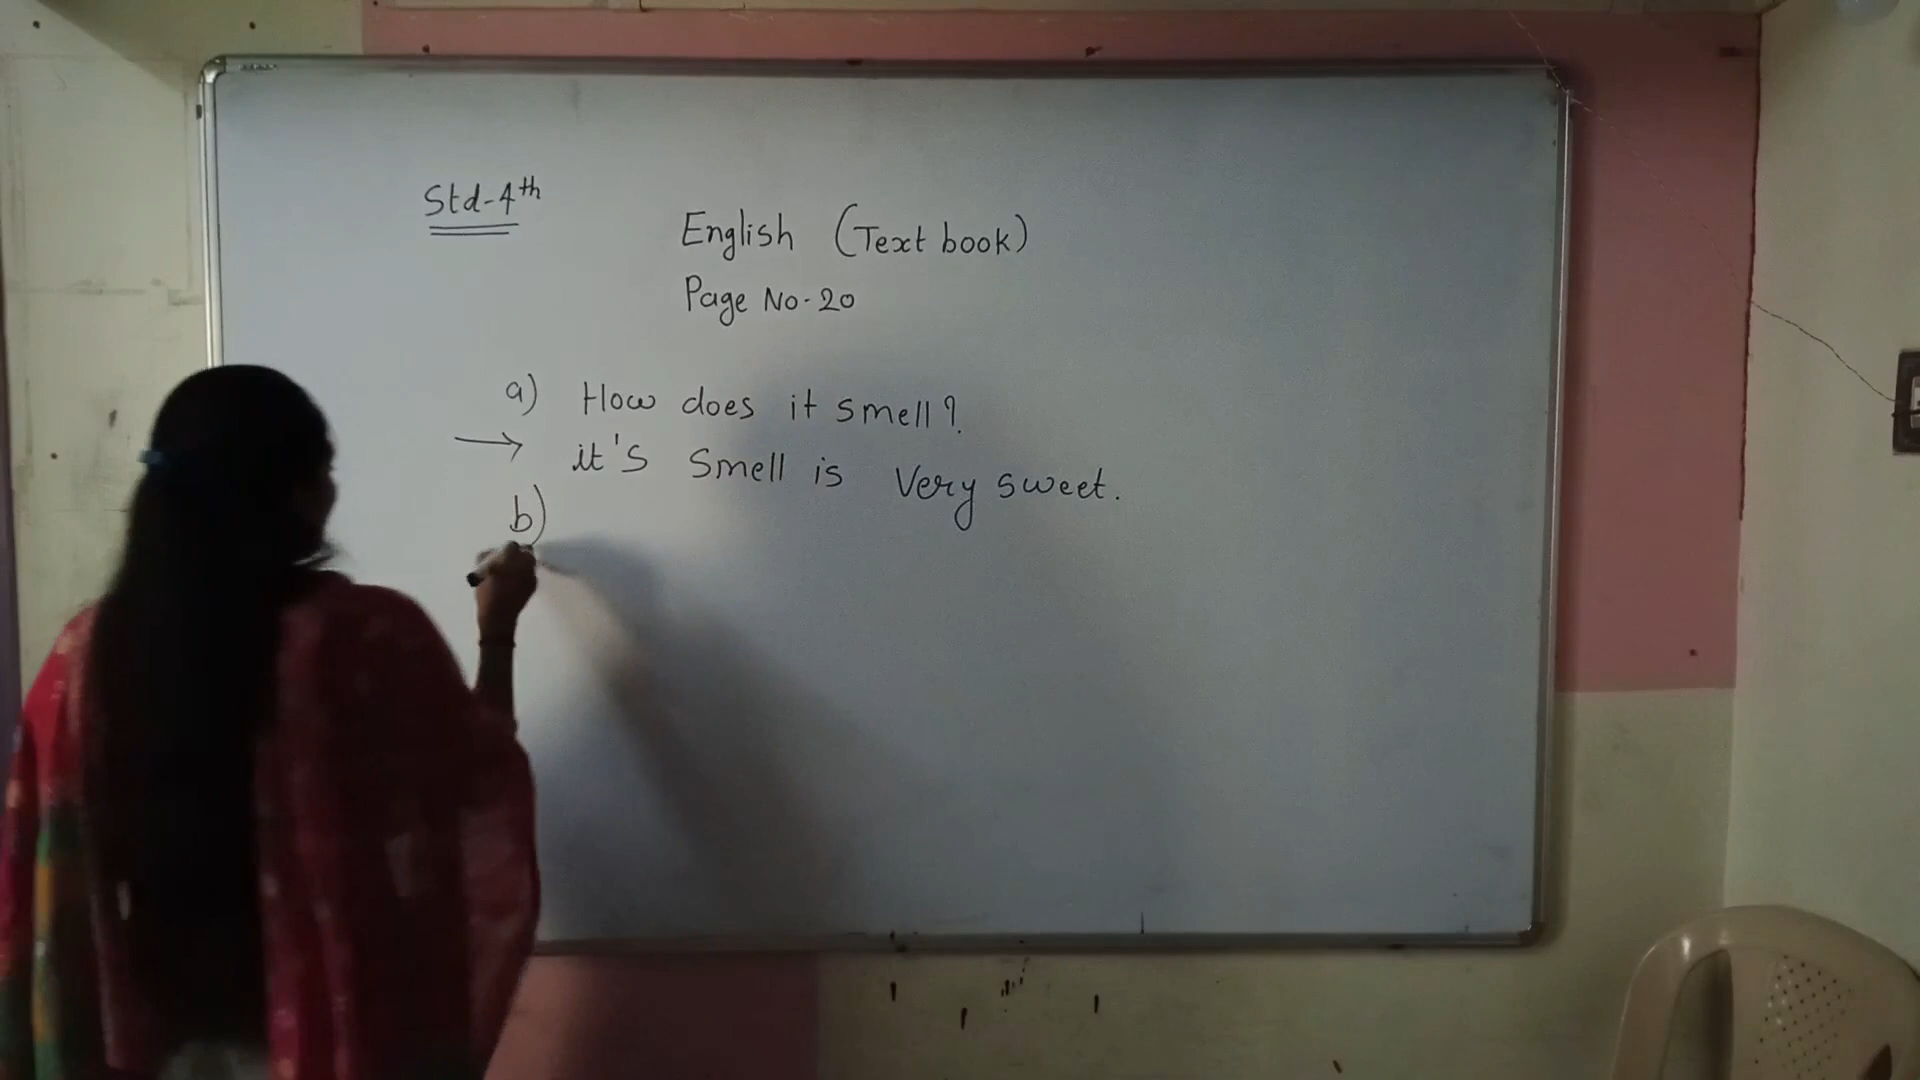 Std-4th
English (Text book)
Page No-20
a) How does it smell?
→ it's smell is Very sweet.
b)